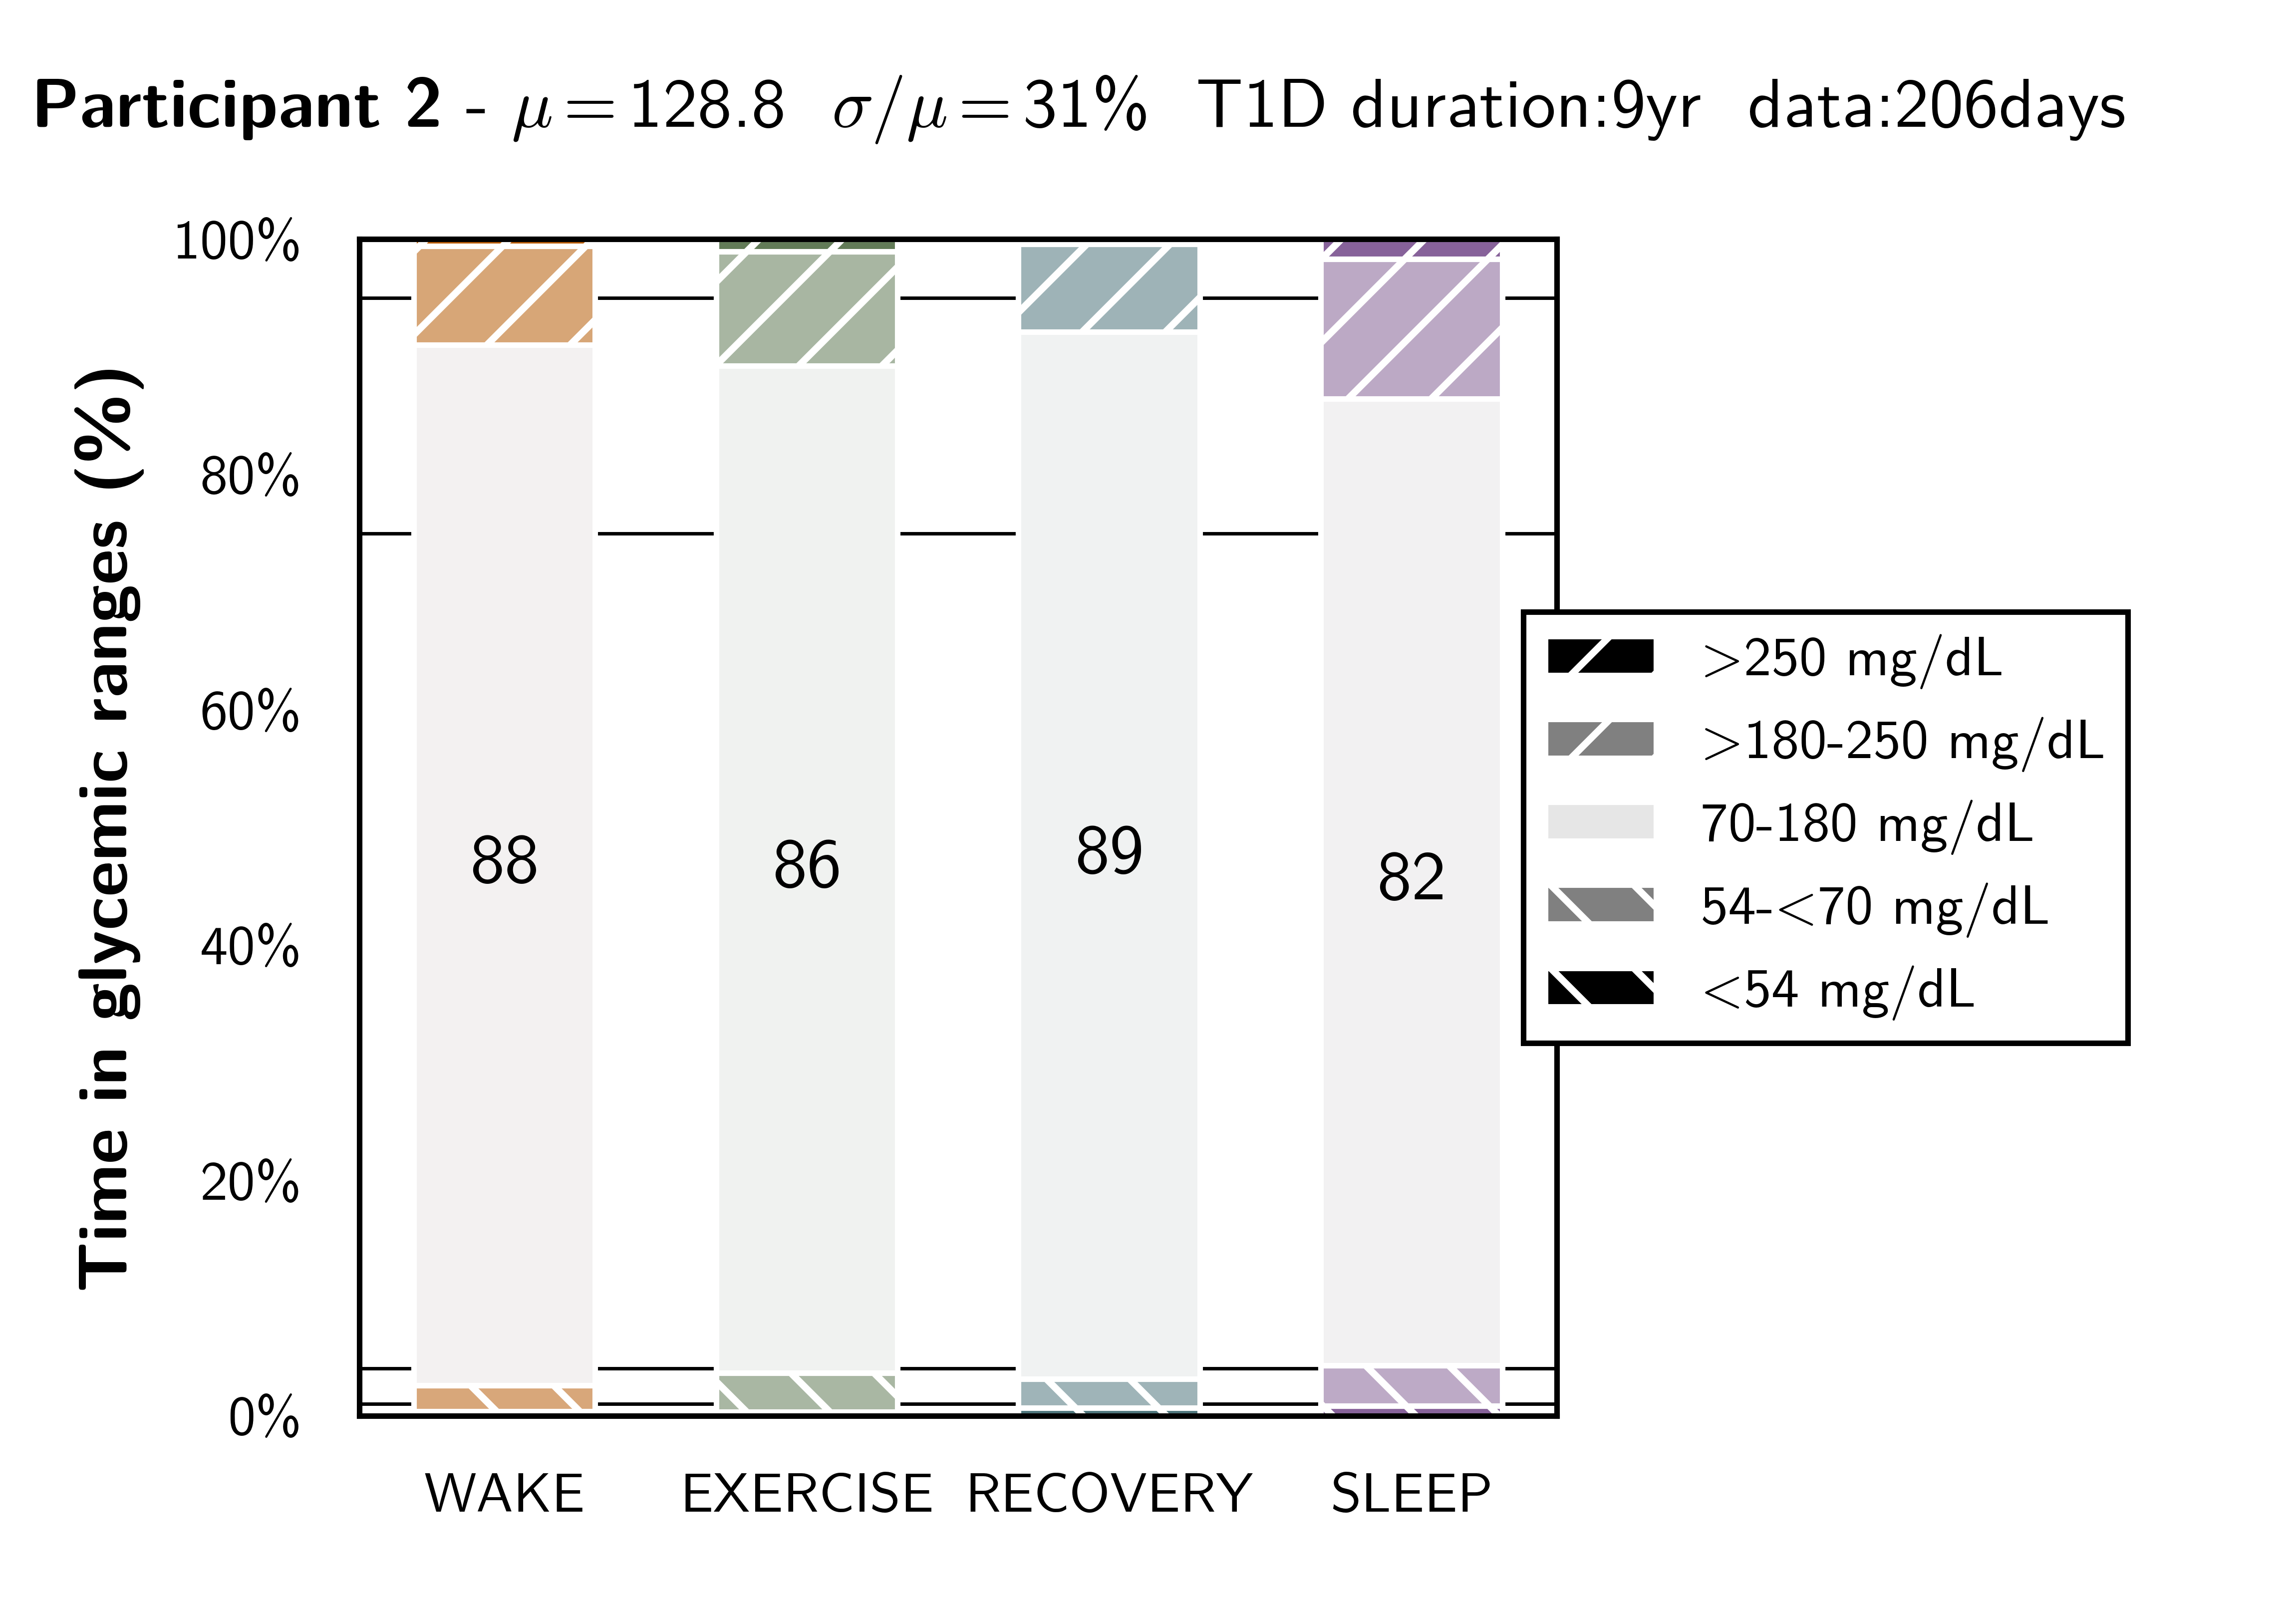 Participant 2 - μ=128.8 σ/μ=31% T1D duration:9yr data:206days
Time in glycemic ranges (%)
100%
80%
60%
40%
20%
0%
88
86
89
82
WAKE
EXERCISE
RECOVERY
SLEEP
>250 mg/dL
>180-250 mg/dL
70-180 mg/dL
54-<70 mg/dL
<54 mg/dL